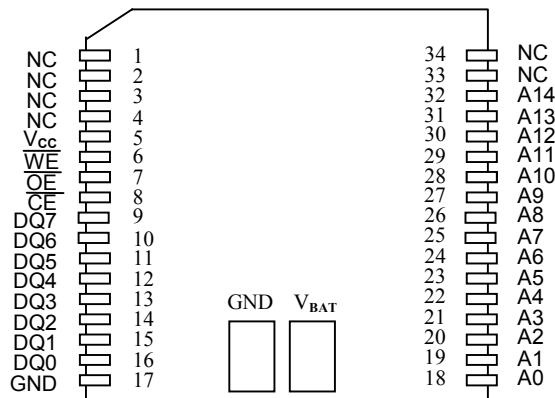 NC 1 34 NC
NC 2 33 NC
NC 3 32 A14
NC 4 31 A13
Vcc 5 30 A12
WE 6 29 A11
OE 7 28 A10
CE 8 27 A9
DQ7 9 26 A8
DQ6 10 25 A7
DQ5 11 24 A6
DQ4 12 23 A5
DQ3 13 22 A4
DQ2 14 21 A3
DQ1 15 20 A2
DQ0 16 19 A1
GND 17 18 A0
GND VBAT